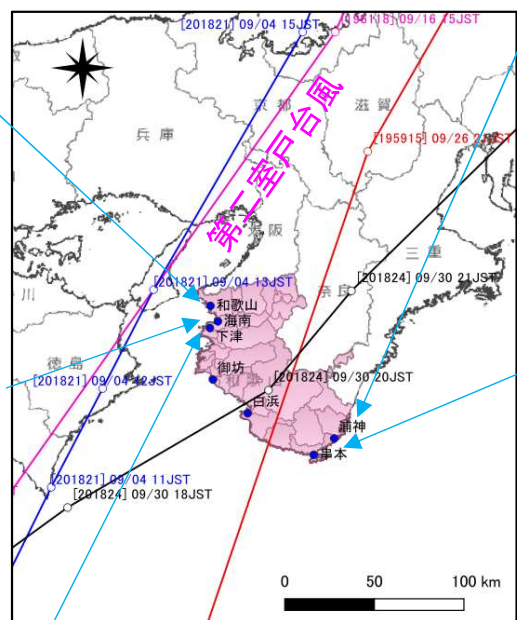 [201821] 09/04 15JST
[196118] 09/16 15JST
京 都
滋 賀
兵 庫
第二室戸台風
[195915] 09/26 21JST
大 阪
三 重
[201821] 09/04 13JST
[201824] 09/30 21JST
川
奈 良
和歌山
海南
下津
徳 島
[201821] 09/04 12JST
御坊
[201824] 09/30 20JST
白浜
浦神
串本
[201821] 09/04 11JST
[201824] 09/30 18JST
0 50 100 km